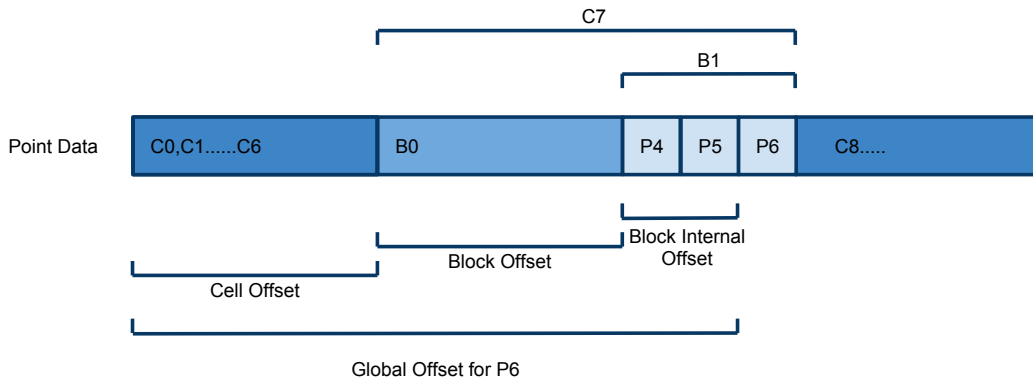 C7
B1
Point Data
C0,C1......C6
B0
P4
P5
P6
C8.....
Block Internal
Offset
Block Offset
Cell Offset
Global Offset for P6